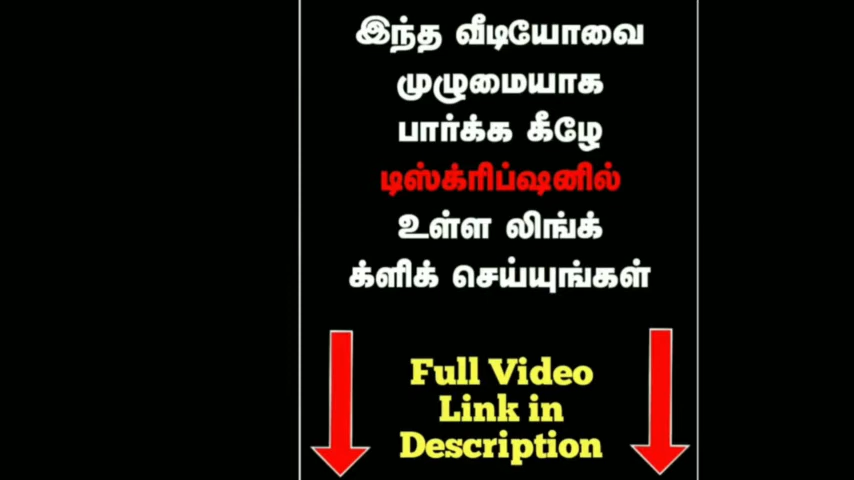 இந்த வீடியோவை
முழுமையாக
பார்க்க கீழே
டிஸ்க்ரிப்ஷனில்
உள்ள லிங்க்
க்ளிக் செய்யுங்கள்
Full Video
Link in
Description